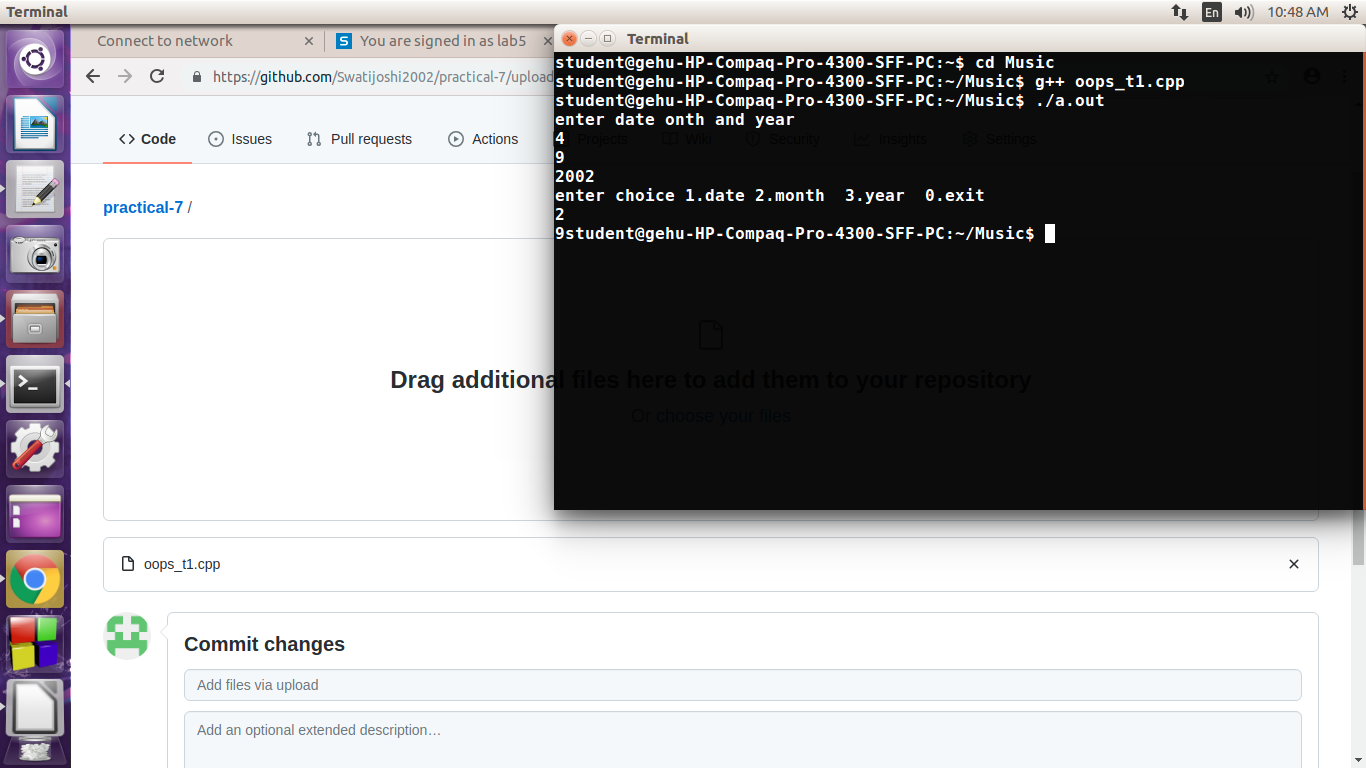 Terminal
En
10:48 AM
Connect to network
S You are signed in as lab5
https://github.com/Swatijoshi2002/practical-7/upload
Terminal
student@gehu-HP-Compaq-Pro-4300-SFF-PC:~$ cd Music
student@gehu-HP-Compaq-Pro-4300-SFF-PC:~/Music$ g++ oops_t1.cpp
student@gehu-HP-Compaq-Pro-4300-SFF-PC:~/Music$ ./a.out
enter date onth and year
4
9
2002
enter choice 1.date 2.month  3.year  0.exit
2
9student@gehu-HP-Compaq-Pro-4300-SFF-PC:~/Music$
Code Issues Pull requests Actions Projects Wiki Security Insights Settings
practical-7 /
Drag additional files here to add them to your repository
Or choose your files
oops_t1.cpp
Commit changes
Add files via upload
Add an optional extended description…